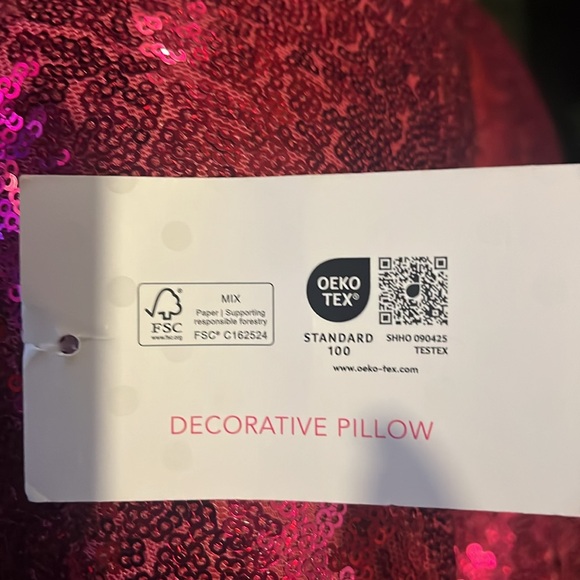 FSC®
www.fsc.org
MIX
Paper | Supporting
responsible forestry
FSC® C162524
OEKO
TEX®
STANDARD
100
SHHO 090425
TESTEX
www.oeko-tex.com
DECORATIVE PILLOW